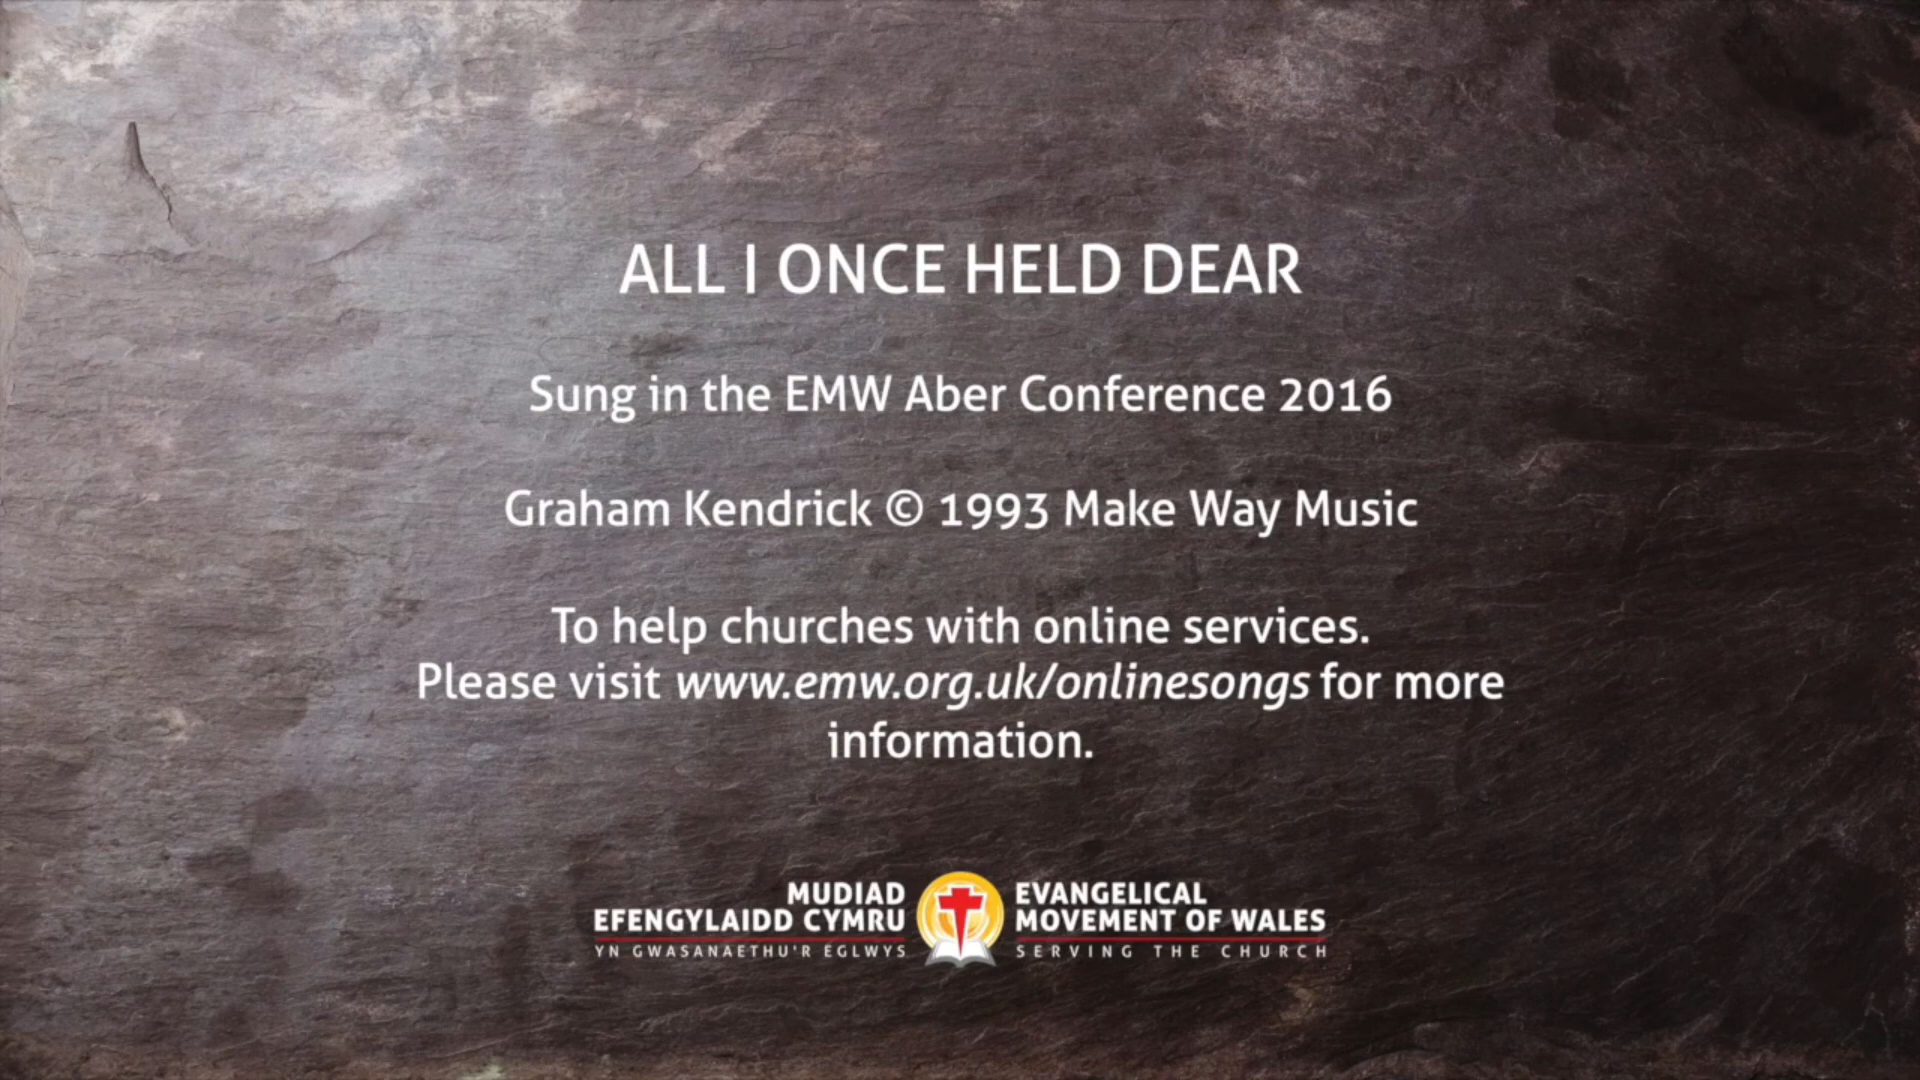 ALL I ONCE HELD DEAR
Sung in the EMW Aber Conference 2016
Graham Kendrick © 1993 Make Way Music
To help churches with online services.
Please visit www.emw.org.uk/onlinesongs for more
information.
MUDIAD
EFENGYLAIDD CYMRU
YN GWASANAETHU'R EGLWYS
EVANGELICAL
MOVEMENT OF WALES
SERVING THE CHURCH